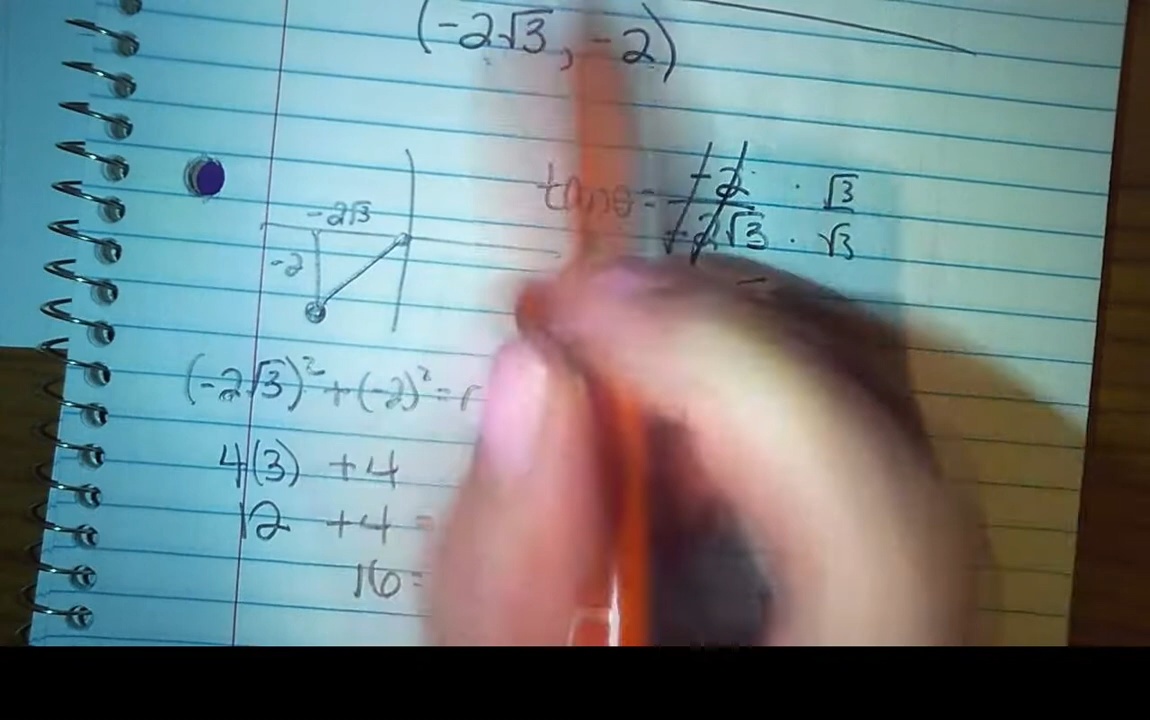 (-2√3, -2)
tanθ = -2/-2√3 · √3/√3
-2√3
-2
(-2√3)² + (-2)² = r
4(3) + 4
12 + 4 =
16 =